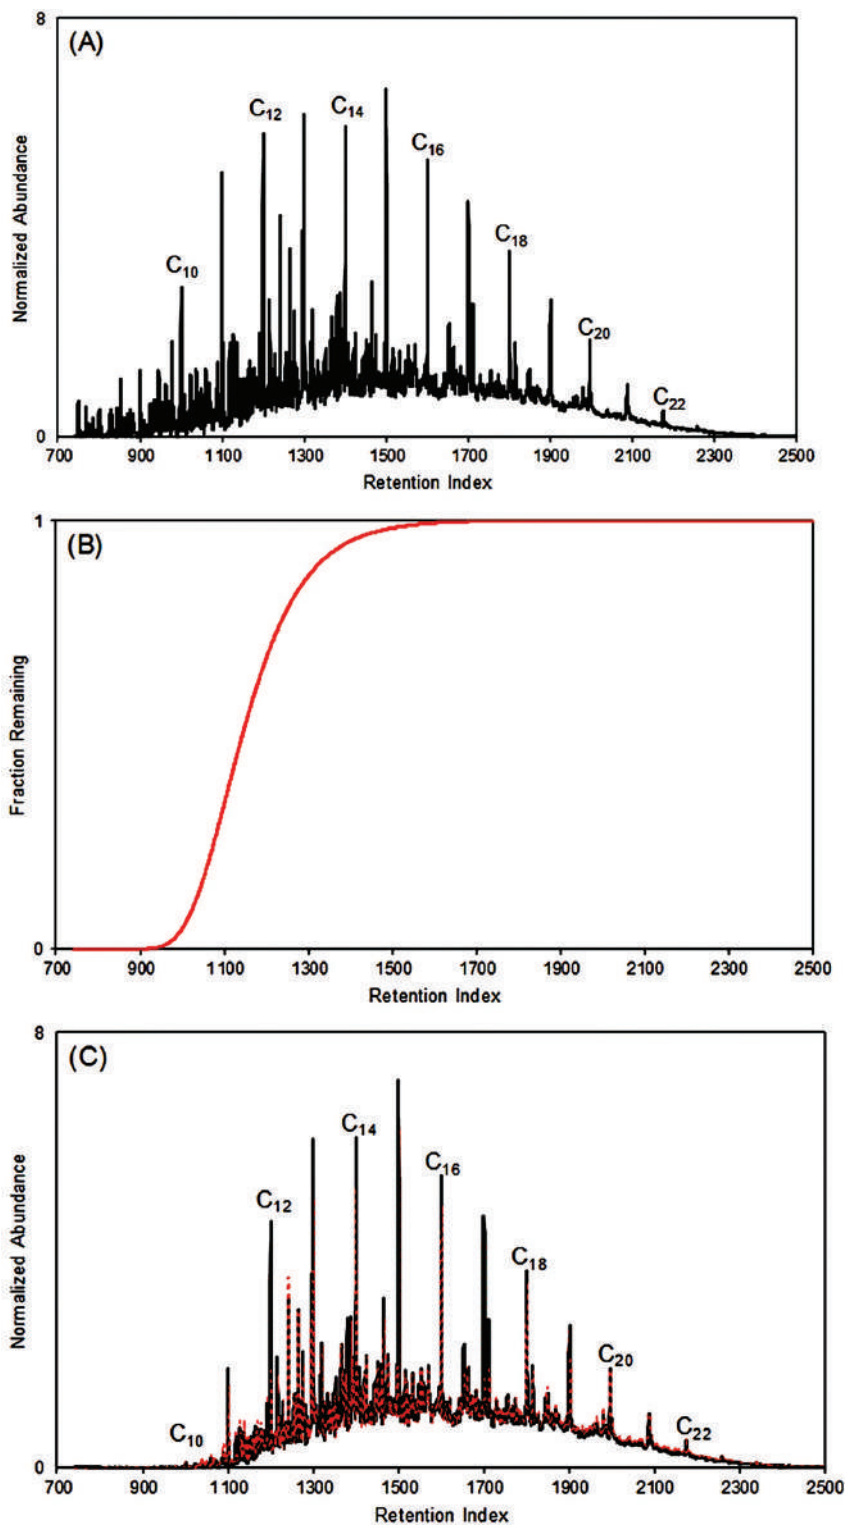 8
(A)
C14
C12
C16
C18
C10
C20
C22
Normalized Abundance
0
700 900 1100 1300 1500 1700 1900 2100 2300 2500
Retention Index
1
(B)
Fraction Remaining
0
700 900 1100 1300 1500 1700 1900 2100 2300 2500
Retention Index
8
(C)
C14
C16
C12
C18
C20
C10
C22
Normalized Abundance
0
700 900 1100 1300 1500 1700 1900 2100 2300 2500
Retention Index